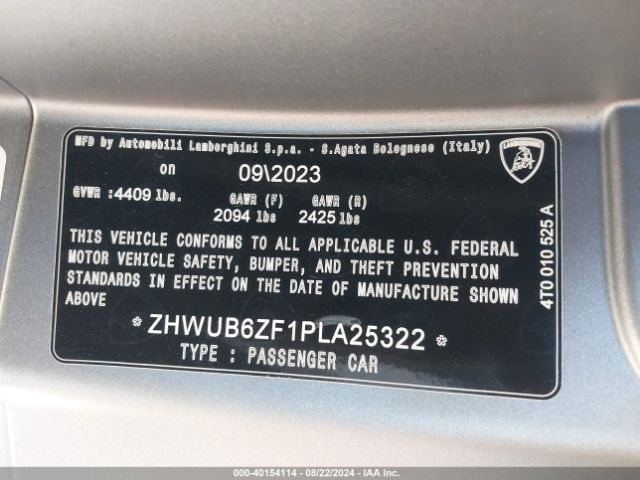 MFD by Automobili Lamborghini S.p.a. - S.Agata Bolognese (Italy)
LAMBORGHINI
on 09\2023
GVWR :4409 lbs. GAWR (F) GAWR (R)
2094 lbs 2425 lbs
THIS VEHICLE CONFORMS TO ALL APPLICABLE U.S. FEDERAL
MOTOR VEHICLE SAFETY, BUMPER, AND THEFT PREVENTION
STANDARDS IN EFFECT ON THE DATE OF MANUFACTURE SHOWN
ABOVE
* ZHWUB6ZF1PLA25322 *
TYPE : PASSENGER CAR
4T0 010 525 A
000-40154114 - 08/22/2024 - IAA Inc.